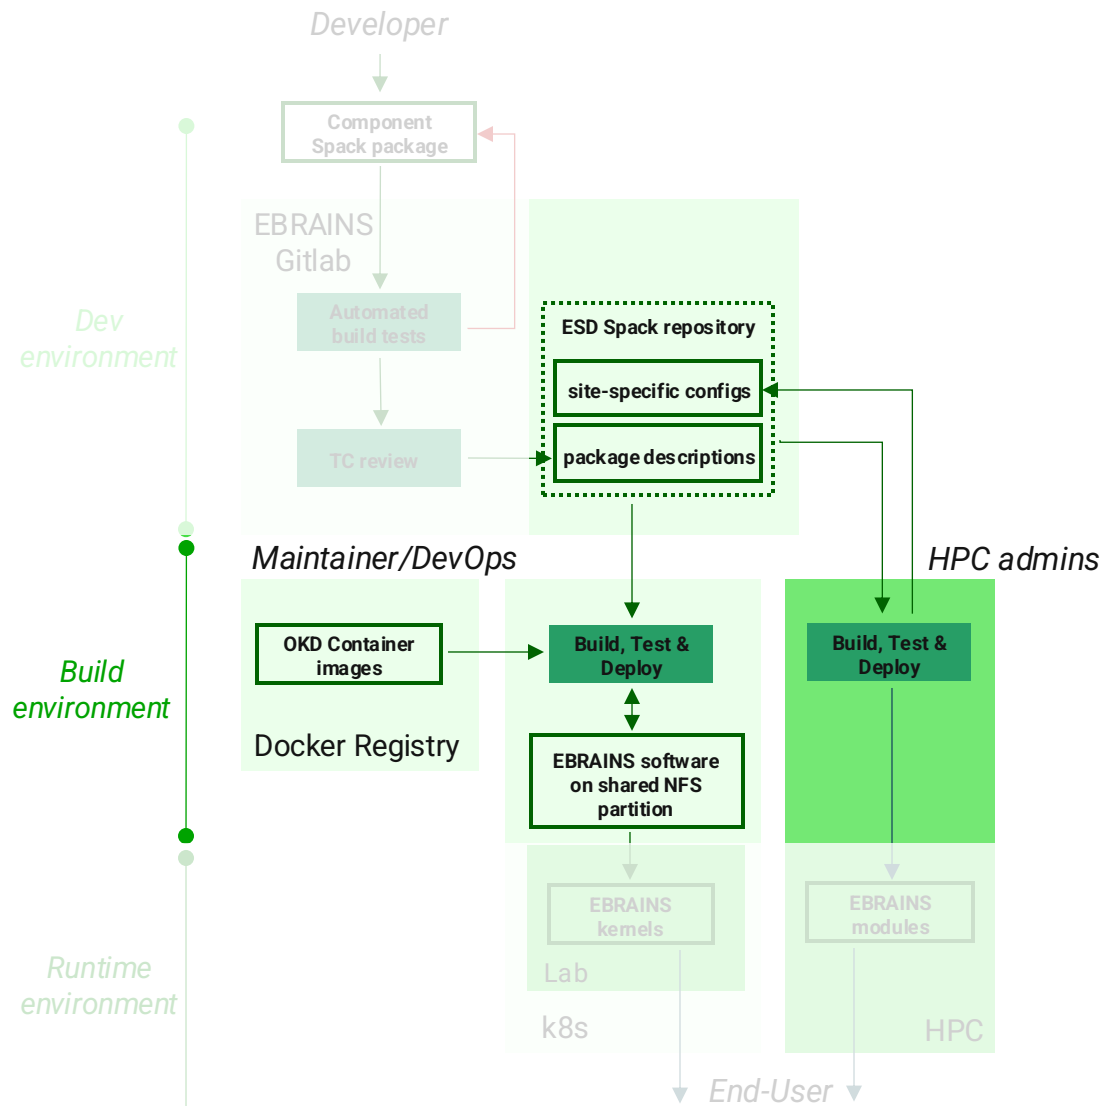 Developer
Component
Spack package
EBRAINS
Gitlab
Automated
build tests
TC review
Dev
environment
ESD Spack repository
site-specific configs
package descriptions
Maintainer/DevOps
HPC admins
Build
environment
OKD Container
images
Docker Registry
Build, Test &
Deploy
EBRAINS software
on shared NFS
partition
Build, Test &
Deploy
Runtime
environment
EBRAINS
kernels
Lab
k8s
EBRAINS
modules
HPC
End-User